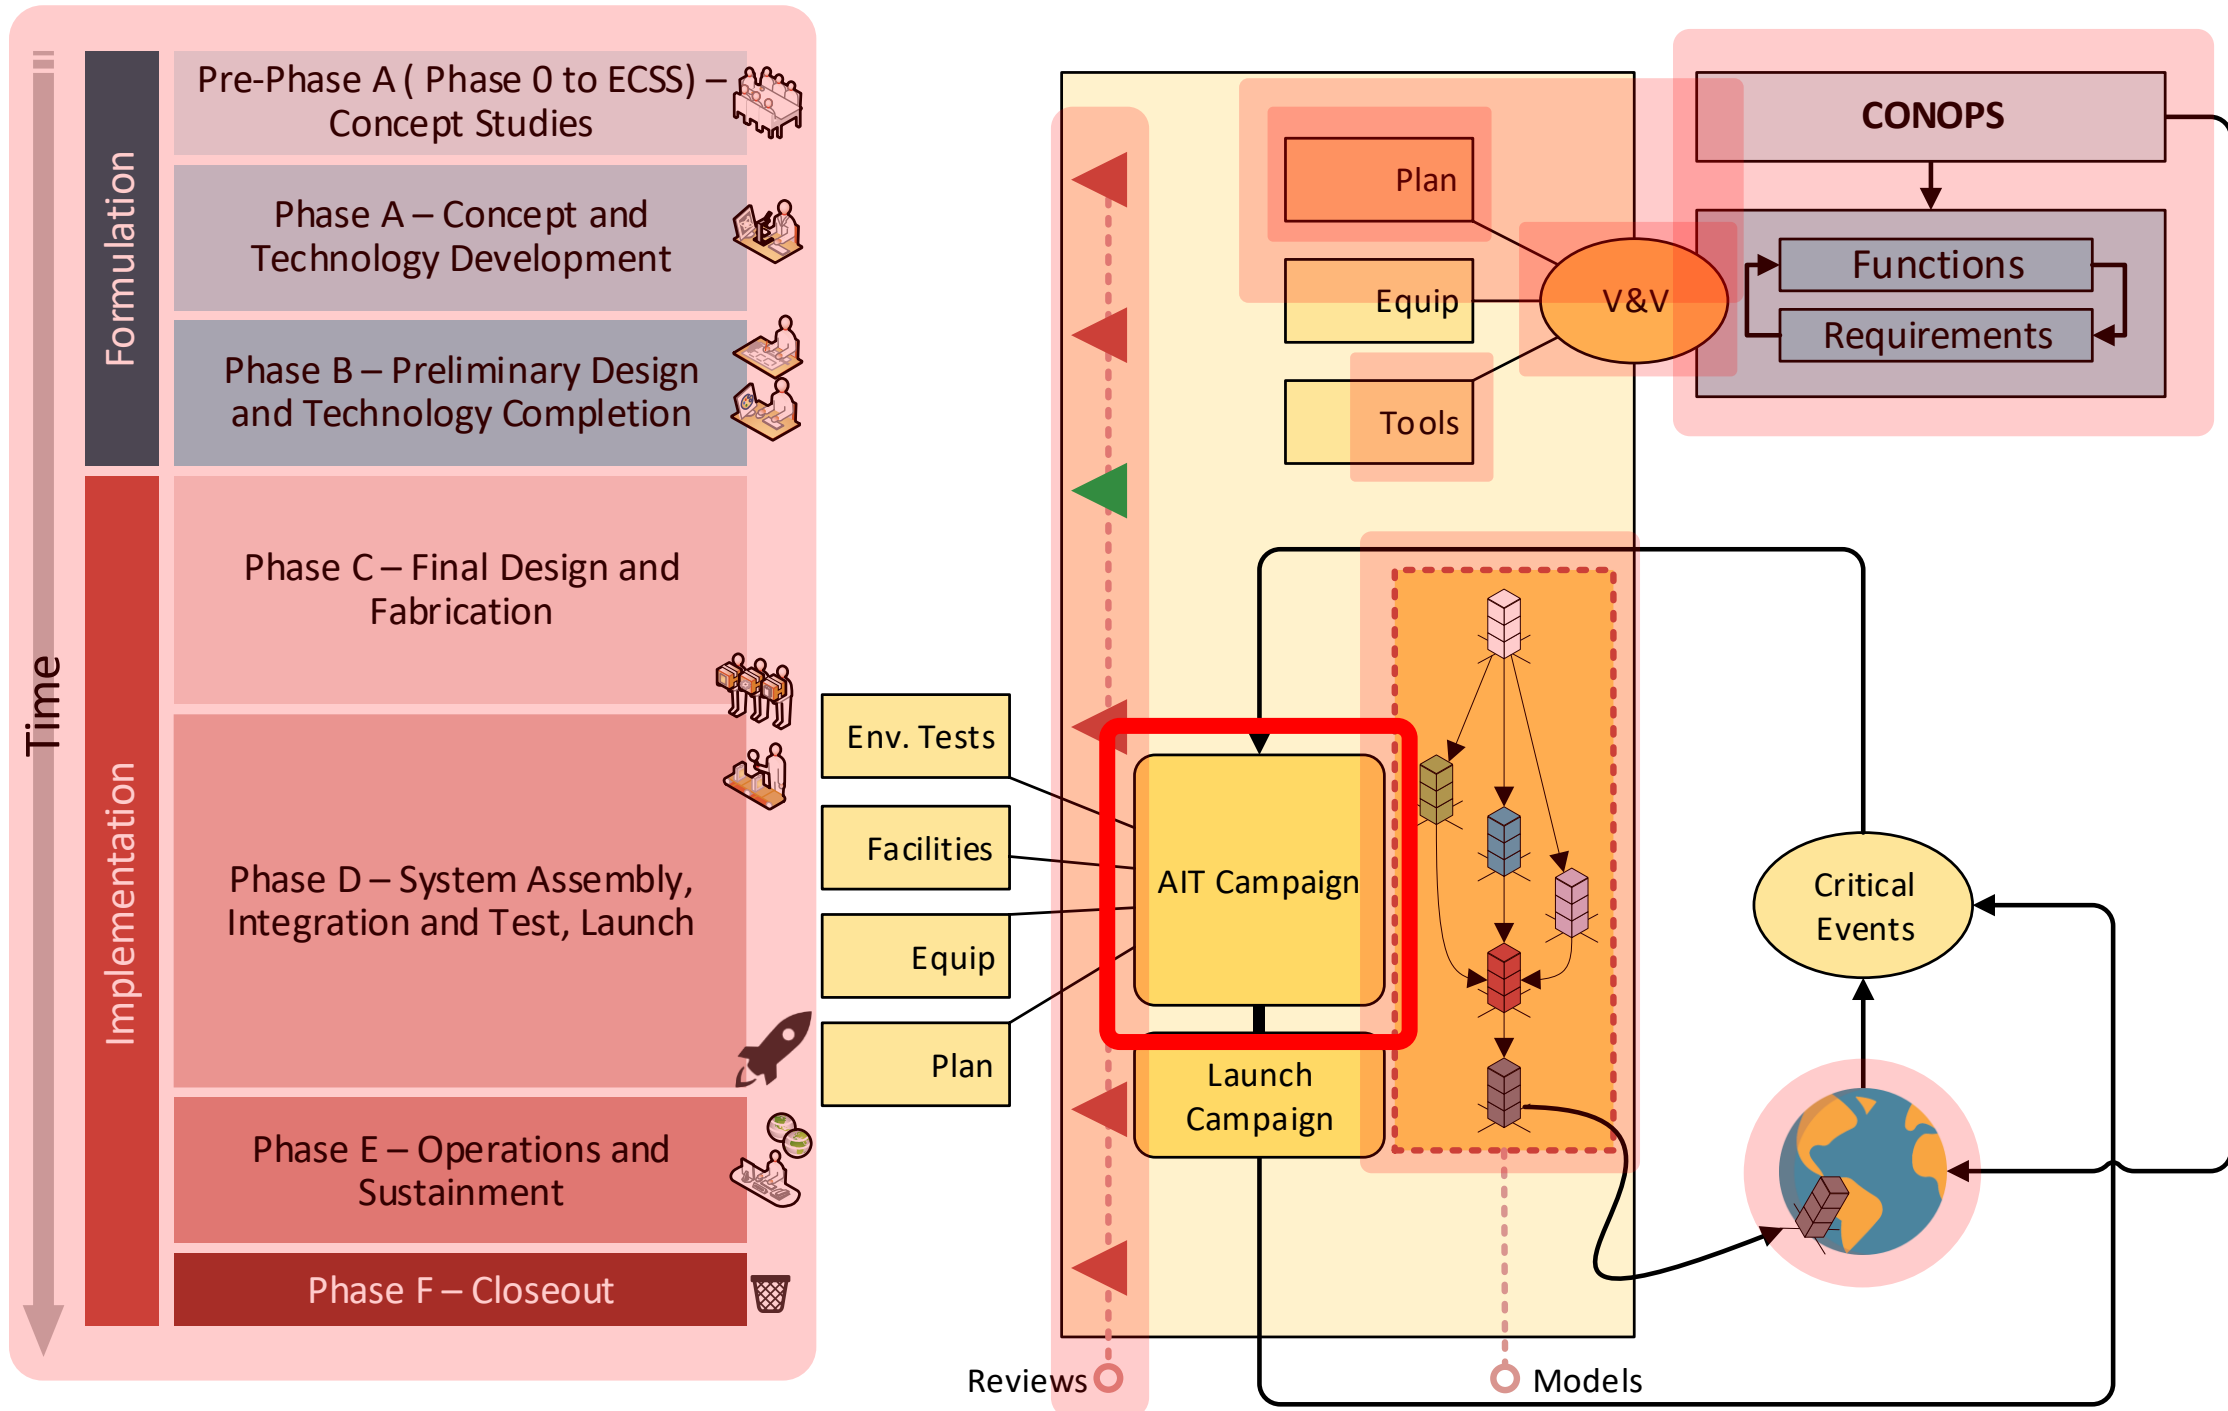 Time
Formulation
Implementation
Pre-Phase A ( Phase 0 to ECSS) –
Concept Studies
Phase A – Concept and
Technology Development
Phase B – Preliminary Design
and Technology Completion
Phase C – Final Design and
Fabrication
Phase D – System Assembly,
Integration and Test, Launch
Phase E – Operations and
Sustainment
Phase F – Closeout
Env. Tests
Facilities
Equip
Plan
Plan
Equip
Tools
V&V
CONOPS
Functions
Requirements
AIT Campaign
Launch
Campaign
Critical
Events
Reviews
Models